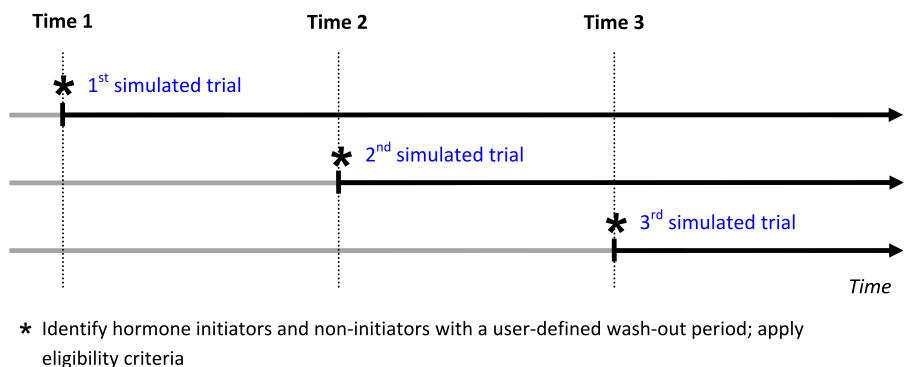 Time 1
Time 2
Time 3
* 1st simulated trial
* 2nd simulated trial
* 3rd simulated trial
Time
* Identify hormone initiators and non-initiators with a user-defined wash-out period; apply
eligibility criteria